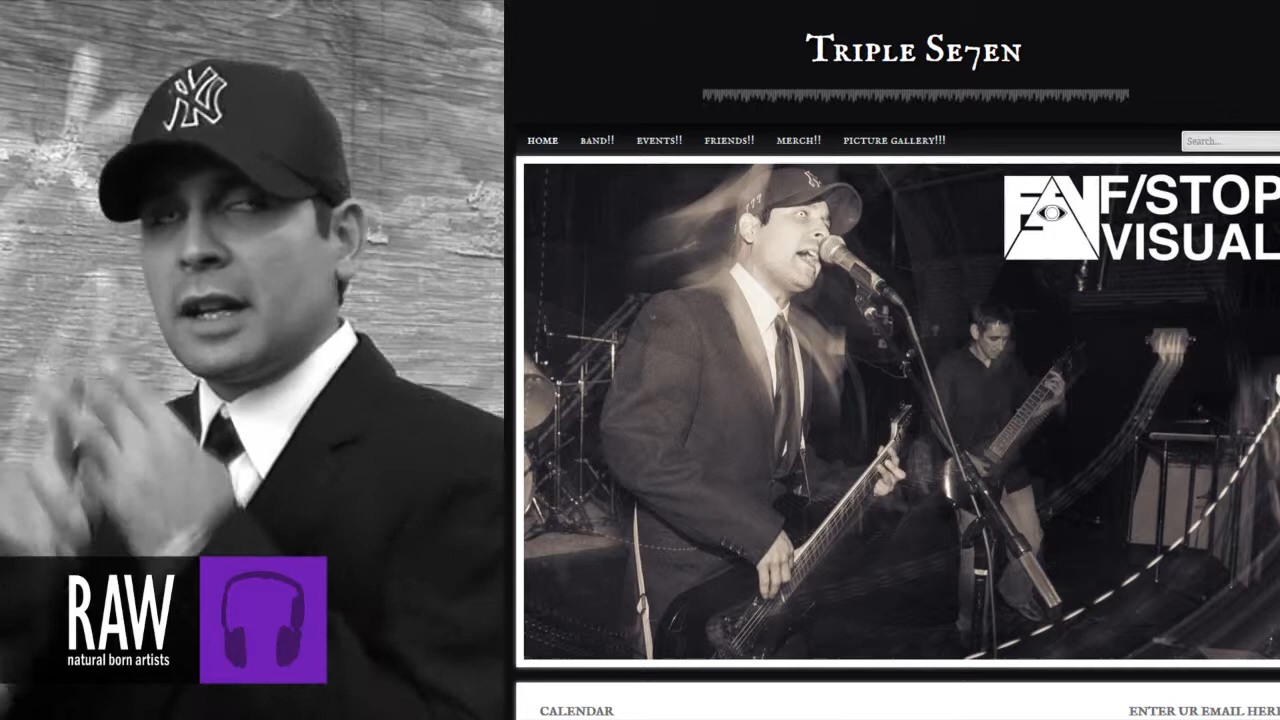 NY
TRIPLE SE7EN
HOME BAND!! EVENTS!! FRIENDS!! MERCH!! PICTURE GALLERY!!! Search...
F/STOP
VISUAL
RAW
natural born artists
CALENDAR
ENTER UR EMAIL HERE